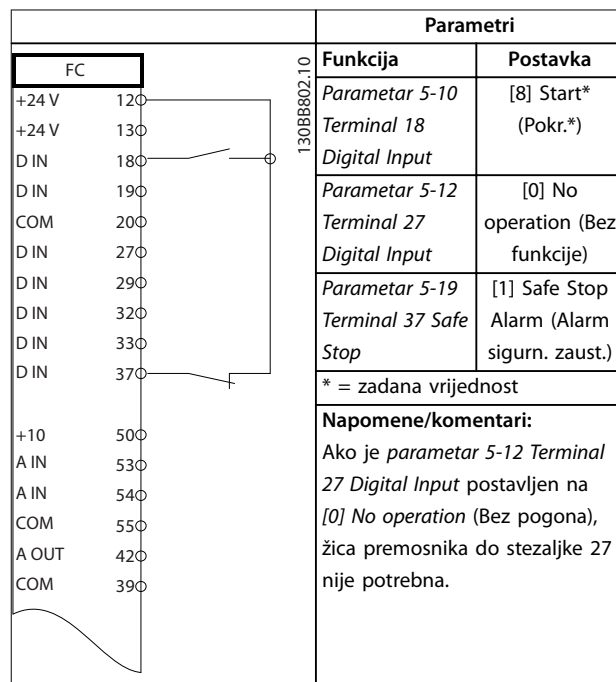 FC
+24 V 12
+24 V 13
D IN 18
D IN 19
COM 20
D IN 27
D IN 29
D IN 32
D IN 33
D IN 37
+10 50
A IN 53
A IN 54
COM 55
A OUT 42
COM 39
130BB802.10
Parametri
Funkcija Postavka
Parametar 5-10 [8] Start*
Terminal 18 (Pokr.*)
Digital Input
Parametar 5-12 [0] No
Terminal 27 operation (Bez
Digital Input funkcije)
Parametar 5-19 [1] Safe Stop
Terminal 37 Safe Alarm (Alarm
Stop sigurn. zaust.)
* = zadana vrijednost
Napomene/komentari:
Ako je parametar 5-12 Terminal
27 Digital Input postavljen na
[0] No operation (Bez pogona),
žica premosnika do stezaljke 27
nije potrebna.